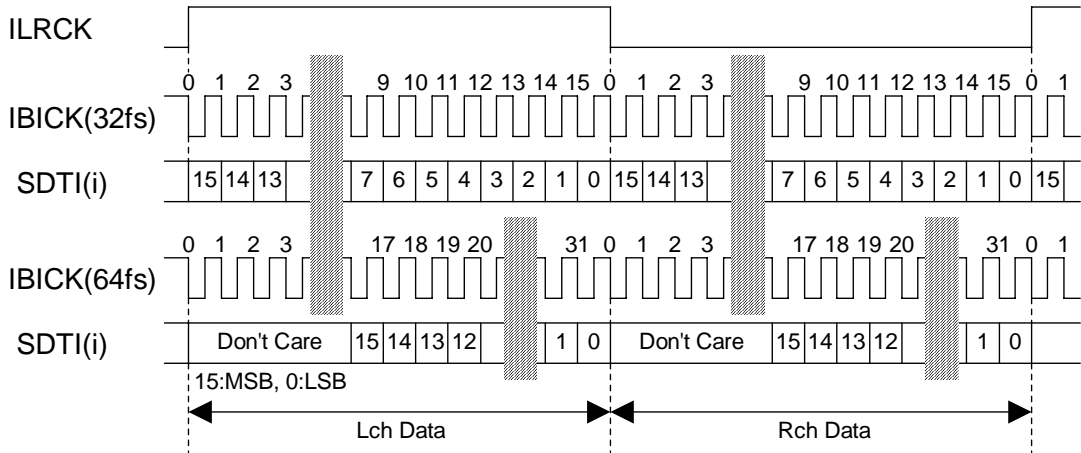 ILRCK
0 1 2 3 9 10 11 12 13 14 15 0 1 2 3 9 10 11 12 13 14 15 0 1
IBICK(32fs)
SDTI(i) 15 14 13 7 6 5 4 3 2 1 0 15 14 13 7 6 5 4 3 2 1 0 15
0 1 2 3 17 18 19 20 31 0 1 2 3 17 18 19 20 31 0 1
IBICK(64fs)
SDTI(i) Don't Care 15 14 13 12 1 0 Don't Care 15 14 13 12 1 0
15:MSB, 0:LSB
Lch Data Rch Data